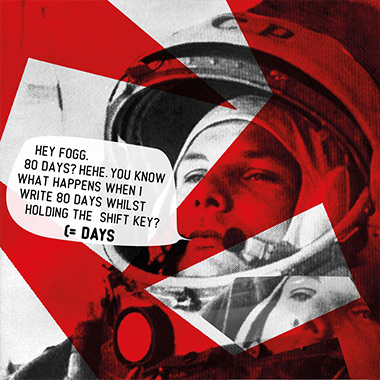 HEY FOGG.
80 DAYS? HEHE. YOU KNOW
WHAT HAPPENS WHEN I
WRITE 80 DAYS WHILST
HOLDING THE SHIFT KEY?
(= DAYS